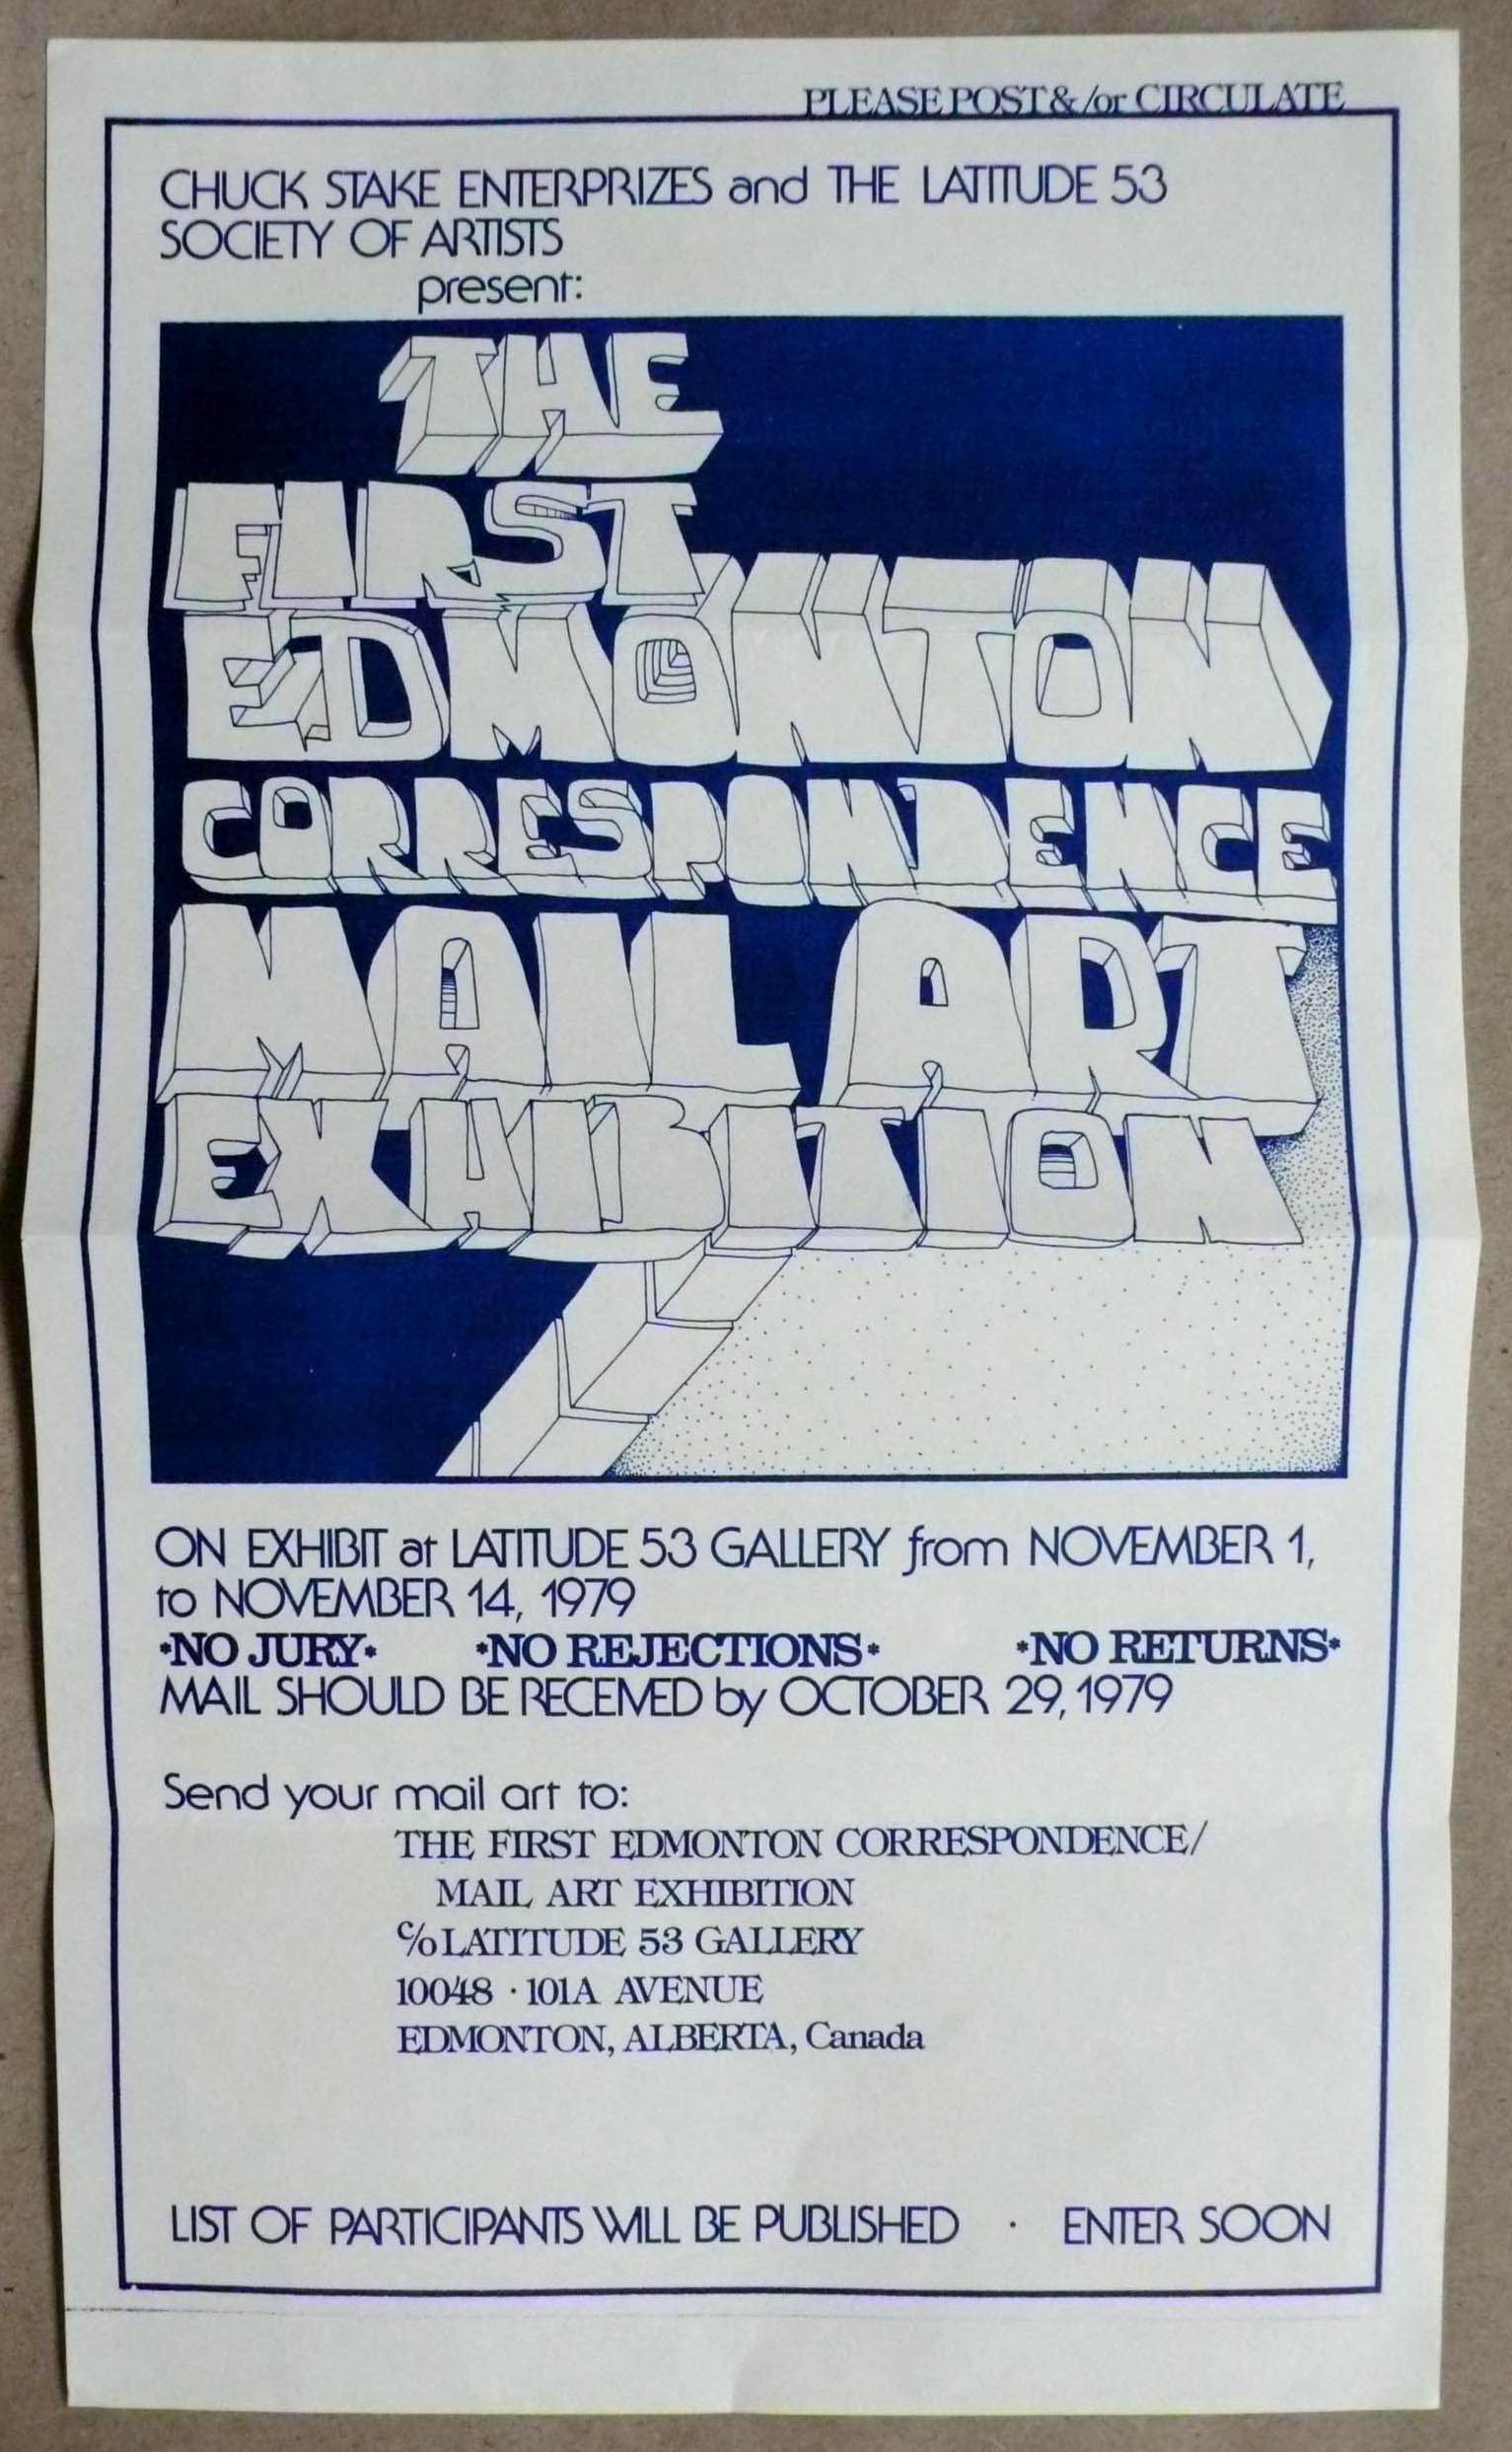 PLEASE POST & /or CIRCULATE
CHUCK STAKE ENTERPRIZES and THE LATITUDE 53
SOCIETY OF ARTISTS
present:
THE
FIRST
EDMONTON
CORRESPONDENCE
MAIL ART
EXHIBITION
ON EXHIBIT at LATITUDE 53 GALLERY from NOVEMBER 1,
to NOVEMBER 14, 1979
•NO JURY• •NO REJECTIONS• •NO RETURNS•
MAIL SHOULD BE RECEIVED by OCTOBER 29, 1979
Send your mail art to:
THE FIRST EDMONTON CORRESPONDENCE/
MAIL ART EXHIBITION
℅ LATITUDE 53 GALLERY
10048 · 101A AVENUE
EDMONTON, ALBERTA, Canada
LIST OF PARTICIPANTS WILL BE PUBLISHED · ENTER SOON